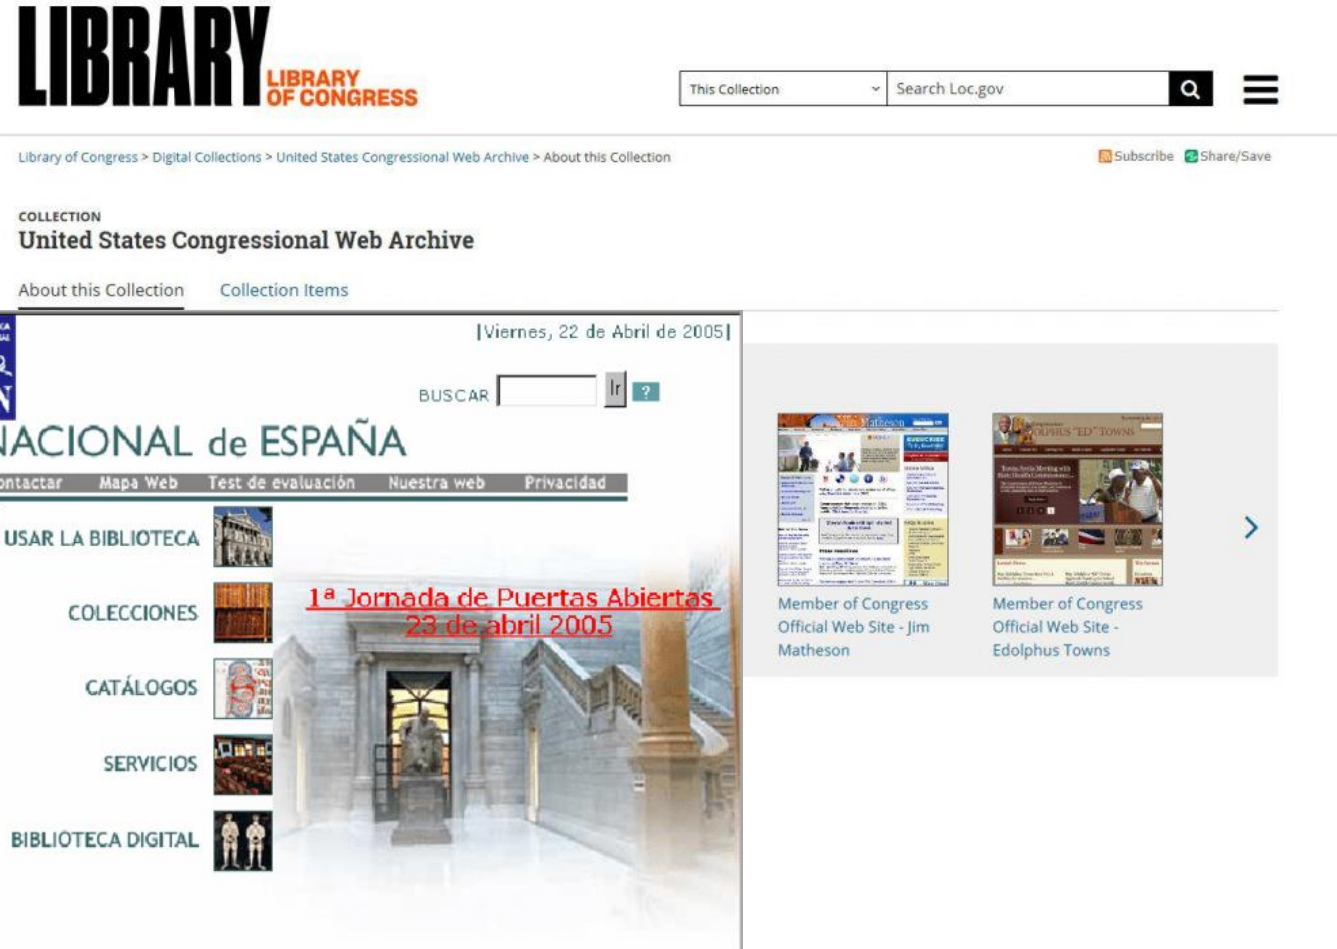 LIBRARY
LIBRARY
OF CONGRESS
This Collection
Search Loc.gov
Library of Congress > Digital Collections > United States Congressional Web Archive > About this Collection
Subscribe
Share/Save
COLLECTION
United States Congressional Web Archive
About this Collection
Collection Items
|Viernes, 22 de Abril de 2005|
BUSCAR
Ir
?
NACIONAL de ESPAÑA
Mapa Web
Test de evaluación
Nuestra web
Privacidad
USAR LA BIBLIOTECA
COLECCIONES
CATÁLOGOS
SERVICIOS
BIBLIOTECA DIGITAL
1ª Jornada de Puertas Abiertas
23 de abril 2005
Matheson
SUBSCRIBE
"ED" TOWNS
Member of Congress
Official Web Site - Jim
Matheson
Member of Congress
Official Web Site -
Edolphus Towns